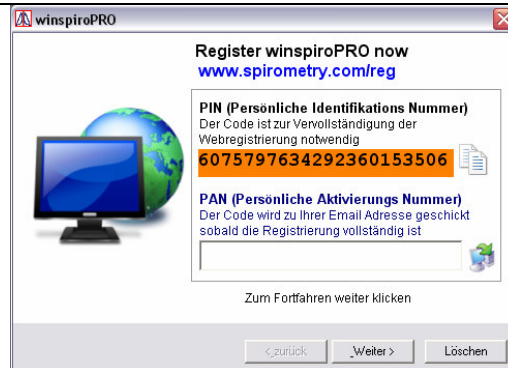 winspiroPRO
Register winspiroPRO now
www.spirometry.com/reg
PIN (Persönliche Identifikations Nummer)
Der Code ist zur Vervollständigung der
Webregistrierung notwendig
6075797634292360153506
PAN (Persönliche Aktivierungs Nummer)
Der Code wird zu Ihrer Email Adresse geschickt
sobald die Registrierung vollständig ist
Zum Fortfahren weiter klicken
< zurück
Weiter >
Löschen